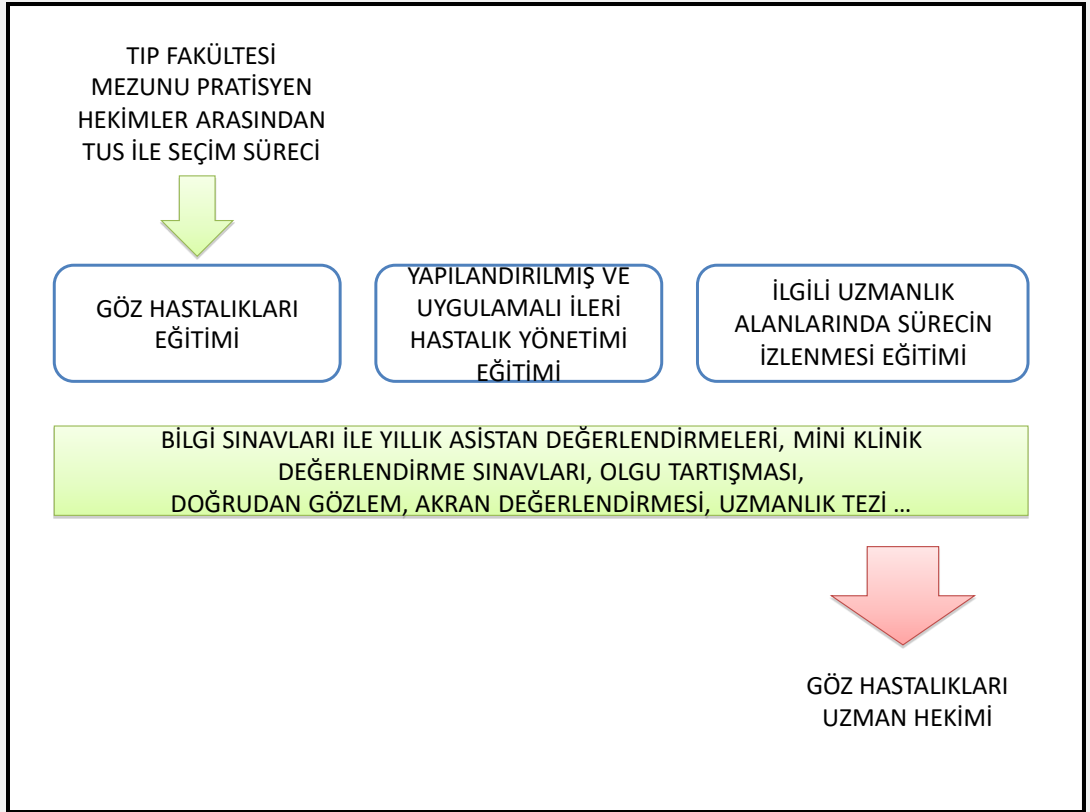 TIP FAKÜLTESİ
MEZUNU PRATİSYEN
HEKİMLER ARASINDAN
TUS İLE SEÇİM SÜRECİ
GÖZ HASTALIKLARI
EĞİTİMİ
YAPILANDIRILMIŞ VE
UYGULAMALI İLERİ
HASTALIK YÖNETİMİ
EĞİTİMİ
İLGİLİ UZMANLIK
ALANLARINDA SÜRECİN
İZLENMESİ EĞİTİMİ
BİLGİ SINAVLARI İLE YILLIK ASİSTAN DEĞERLENDİRMELERİ, MİNİ KLİNİK
DEĞERLENDİRME SINAVLARI, OLGU TARTIŞMASI,
DOĞRUDAN GÖZLEM, AKRAN DEĞERLENDİRMESİ, UZMANLIK TEZİ …
GÖZ HASTALIKLARI
UZMAN HEKİMİ